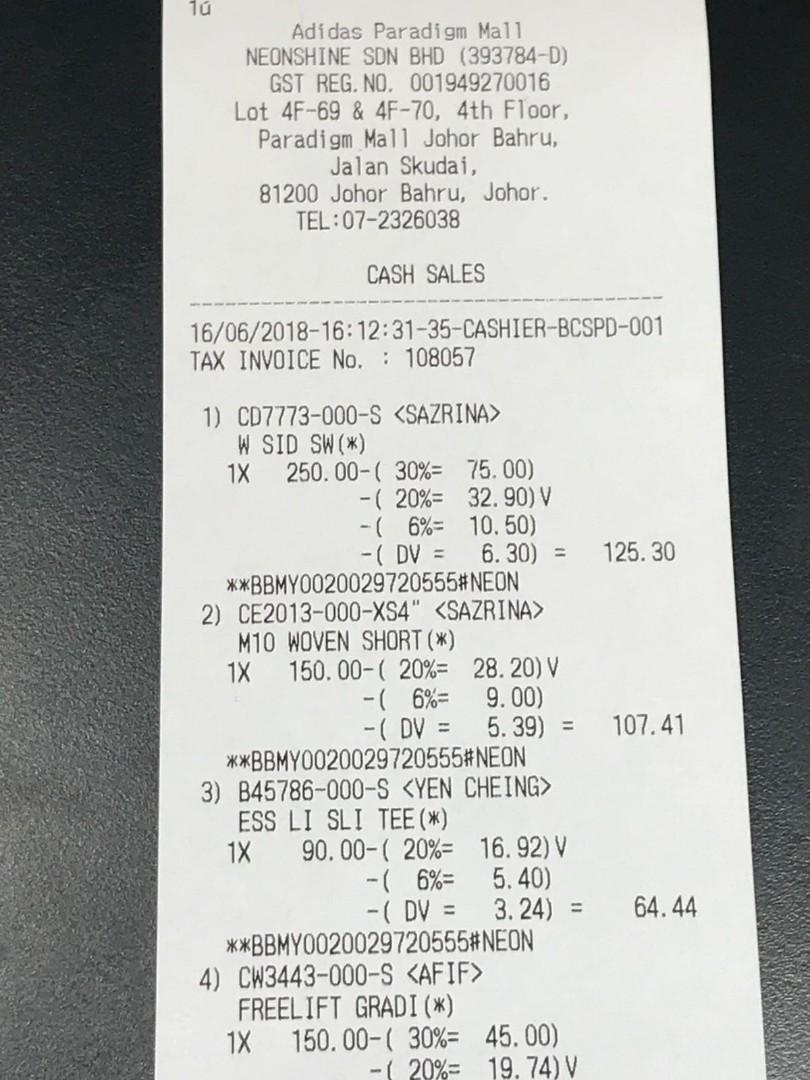 1ú
Adidas Paradigm Mall
NEONSHINE SDN BHD (393784-D)
GST REG.NO. 001949270016
Lot 4F-69 & 4F-70, 4th Floor,
Paradigm Mall Johor Bahru,
Jalan Skudai,
81200 Johor Bahru, Johor.
TEL:07-2326038
CASH SALES
--------------------------------------------
16/06/2018-16:12:31-35-CASHIER-BCSPD-001
TAX INVOICE No. : 108057
1) CD7773-000-S <SAZRINA>
W SID SW(*)
1X 250.00-( 30%= 75.00)
-( 20%= 32.90)V
-( 6%= 10.50)
-( DV = 6.30) = 125.30
**BBMY0020029720555#NEON
2) CE2013-000-XS4" <SAZRINA>
M10 WOVEN SHORT(*)
1X 150.00-( 20%= 28.20)V
-( 6%= 9.00)
-( DV = 5.39) = 107.41
**BBMY0020029720555#NEON
3) B45786-000-S <YEN CHEING>
ESS LI SLI TEE(*)
1X 90.00-( 20%= 16.92)V
-( 6%= 5.40)
-( DV = 3.24) = 64.44
**BBMY0020029720555#NEON
4) CW3443-000-S <AFIF>
FREELIFT GRADI(*)
1X 150.00-( 30%= 45.00)
-( 20%= 19.74)V